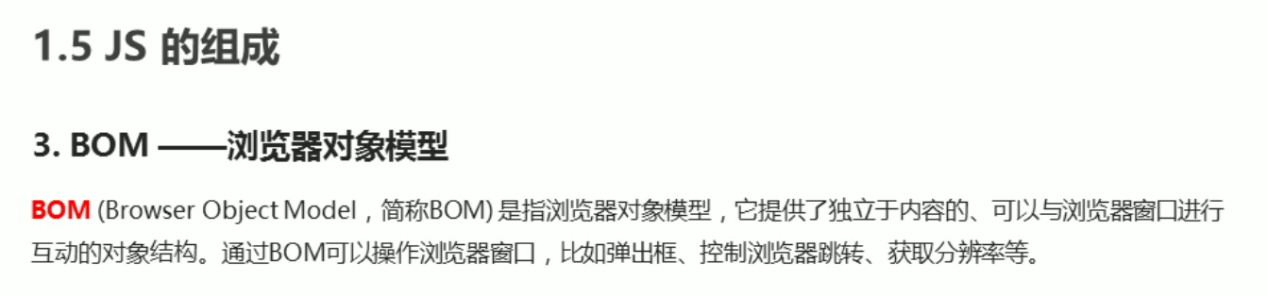 1.5 JS 的组成
3. BOM ——浏览器对象模型
BOM (Browser Object Model，简称BOM) 是指浏览器对象模型，它提供了独立于内容的、可以与浏览器窗口进行
互动的对象结构。通过BOM可以操作浏览器窗口，比如弹出框、控制浏览器跳转、获取分辨率等。